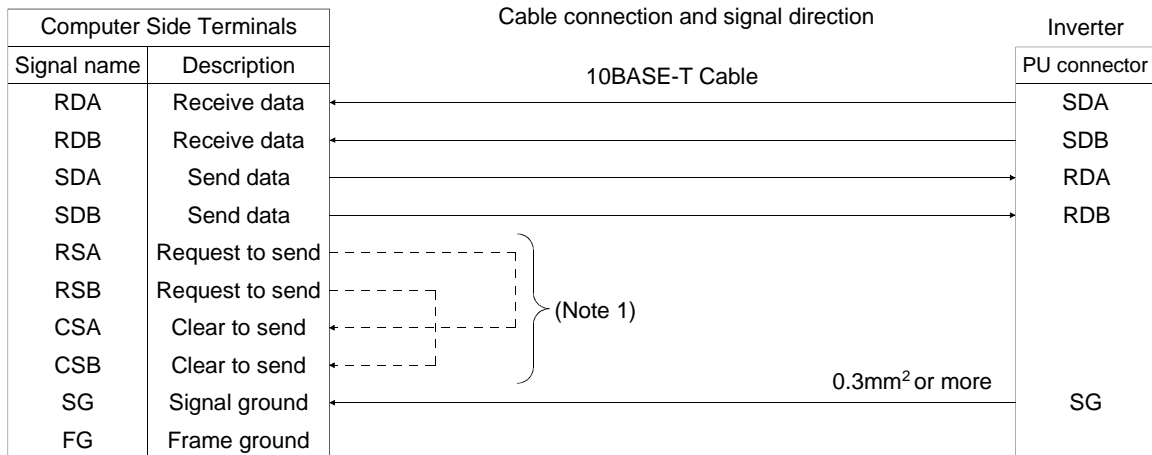 Cable connection and signal direction
Computer Side Terminals
Inverter
Signal name Description
10BASE-T Cable
PU connector
RDA Receive data SDA
RDB Receive data SDB
SDA Send data RDA
SDB Send data RDB
RSA Request to send
RSB Request to send
(Note 1)
CSA Clear to send
CSB Clear to send
0.3mm² or more
SG Signal ground SG
FG Frame ground